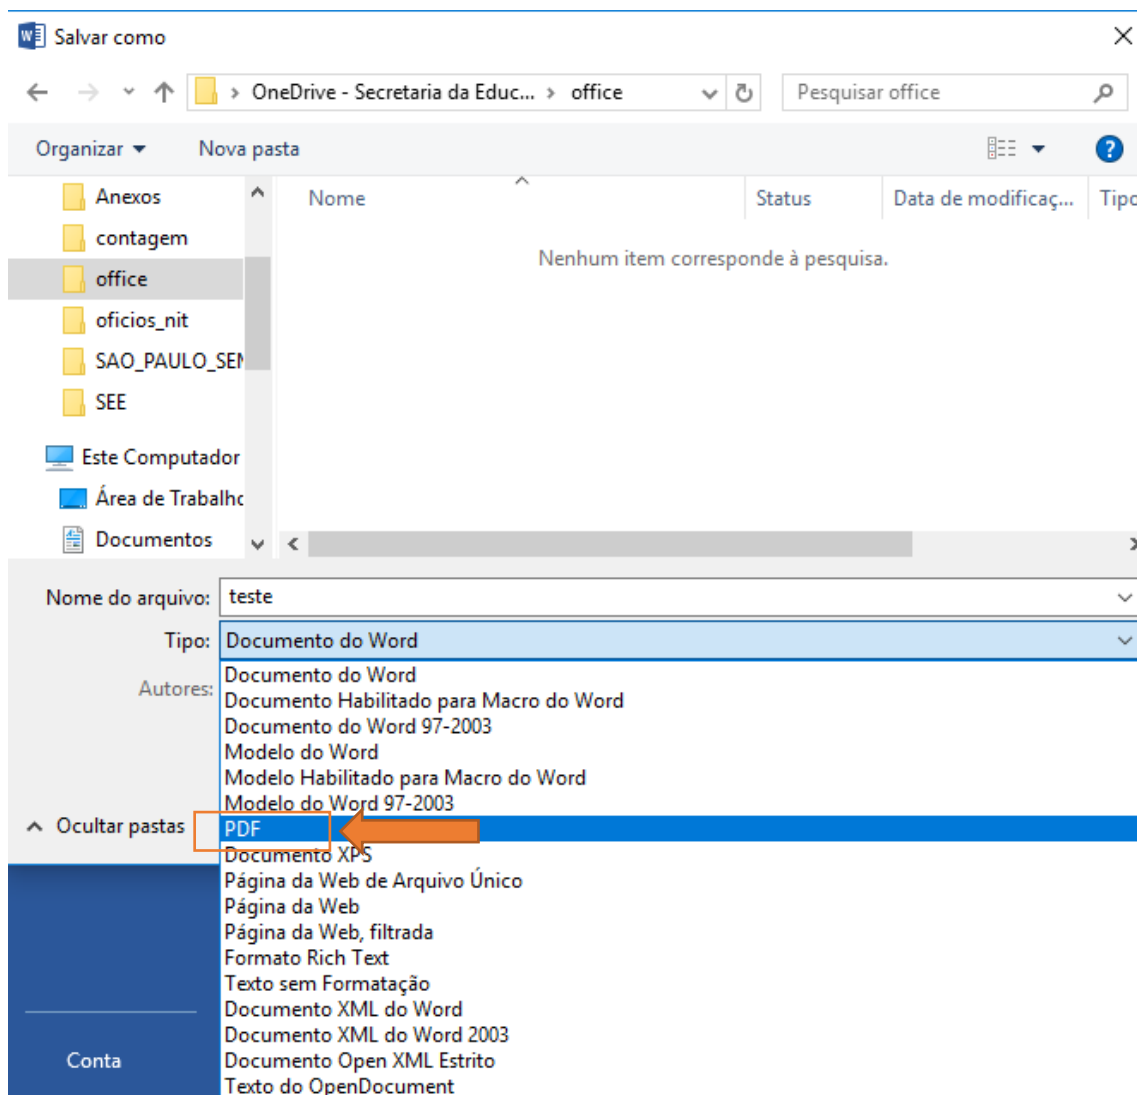 Salvar como
OneDrive - Secretaria da Educ... > office
Pesquisar office
Organizar
Nova pasta
Anexos
contagem
office
oficios_nit
SAO_PAULO_SEN
SEE
Este Computador
Área de Trabalho
Documentos
Nome
Status
Data de modificaç...
Tipo
Nenhum item corresponde à pesquisa.
Nome do arquivo: teste
Tipo: Documento do Word
Autores:
Documento do Word
Documento Habilitado para Macro do Word
Documento do Word 97-2003
Modelo do Word
Modelo Habilitado para Macro do Word
Modelo do Word 97-2003
PDF
Documento XPS
Página da Web de Arquivo Único
Página da Web
Página da Web, filtrada
Formato Rich Text
Texto sem Formatação
Documento XML do Word
Documento XML do Word 2003
Documento Open XML Estrito
Texto do OpenDocument
Ocultar pastas
Conta